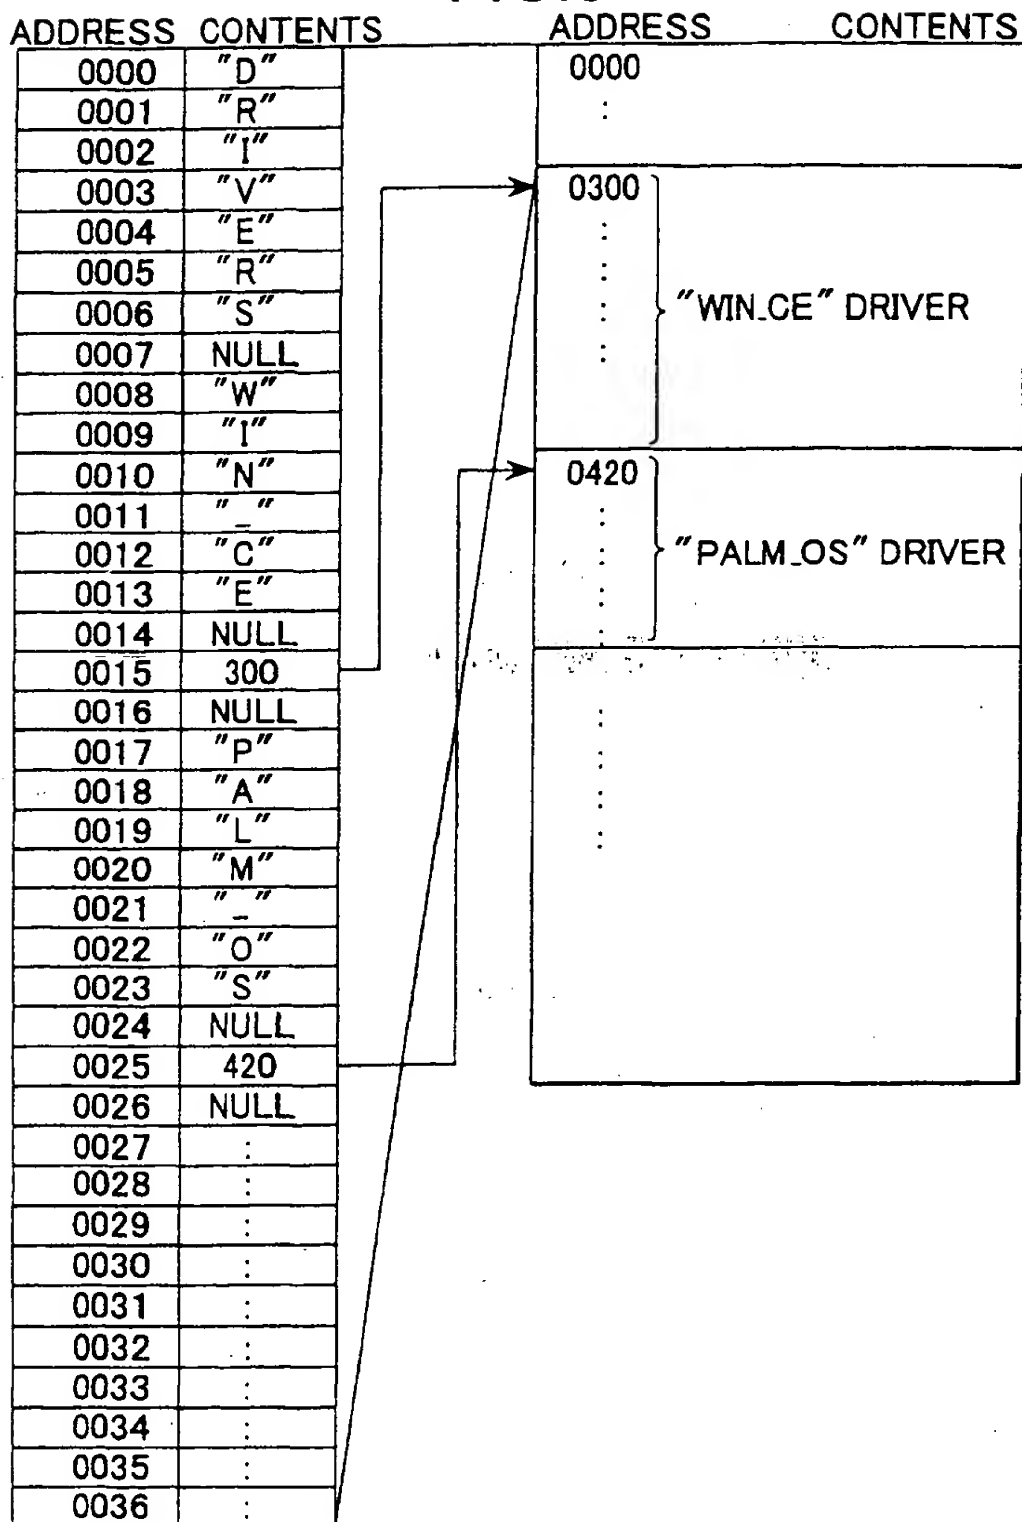 ADDRESS CONTENTS
0000 "D"
0001 "R"
0002 "I"
0003 "V"
0004 "E"
0005 "R"
0006 "S"
0007 NULL
0008 "W"
0009 "I"
0010 "N"
0011 "_"
0012 "C"
0013 "E"
0014 NULL
0015 300
0016 NULL
0017 "P"
0018 "A"
0019 "L"
0020 "M"
0021 "_"
0022 "O"
0023 "S"
0024 NULL
0025 420
0026 NULL
0027 :
0028 :
0029 :
0030 :
0031 :
0032 :
0033 :
0034 :
0035 :
0036 :
ADDRESS CONTENTS
0000
:
0300
"WIN_CE" DRIVER
0420
"PALM_OS" DRIVER